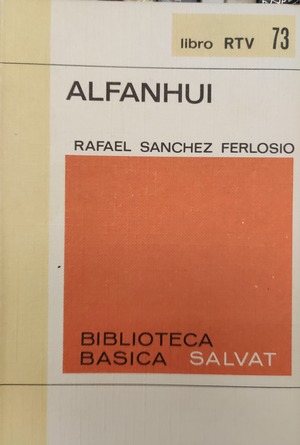 libro RTV 73
ALFANHUI
RAFAEL SANCHEZ FERLOSIO
BIBLIOTECA
BASICA SALVAT